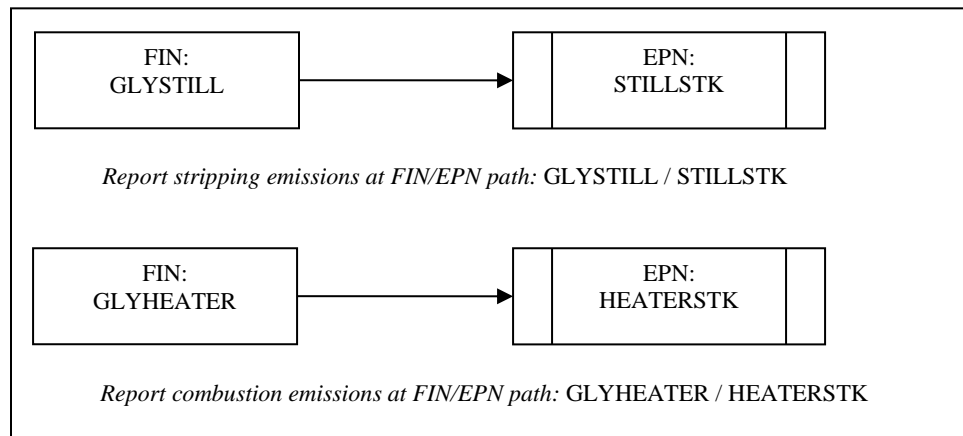 FIN:
GLYSTILL
EPN:
STILLSTK
Report stripping emissions at FIN/EPN path: GLYSTILL / STILLSTK
FIN:
GLYHEATER
EPN:
HEATERSTK
Report combustion emissions at FIN/EPN path: GLYHEATER / HEATERSTK